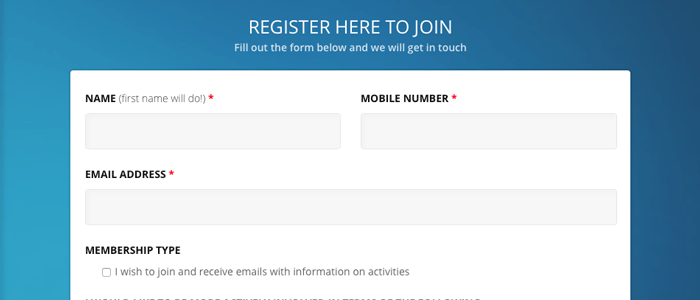 REGISTER HERE TO JOIN
Fill out the form below and we will get in touch
NAME (first name will do!) *
MOBILE NUMBER *
EMAIL ADDRESS *
MEMBERSHIP TYPE
I wish to join and receive emails with information on activities